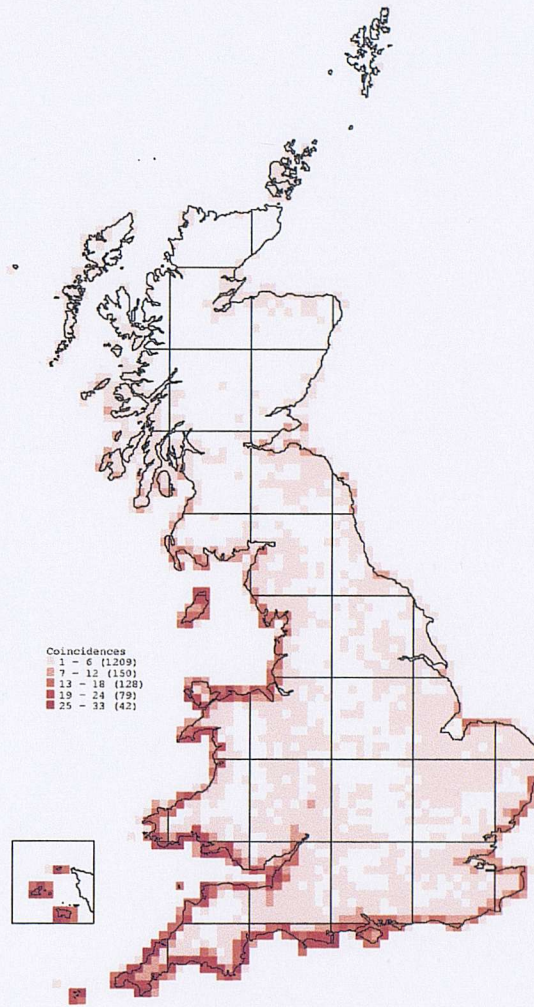 Coincidences
1 - 6 (1209)
7 - 12 (150)
13 - 18 (128)
19 - 24 (79)
25 - 33 (42)